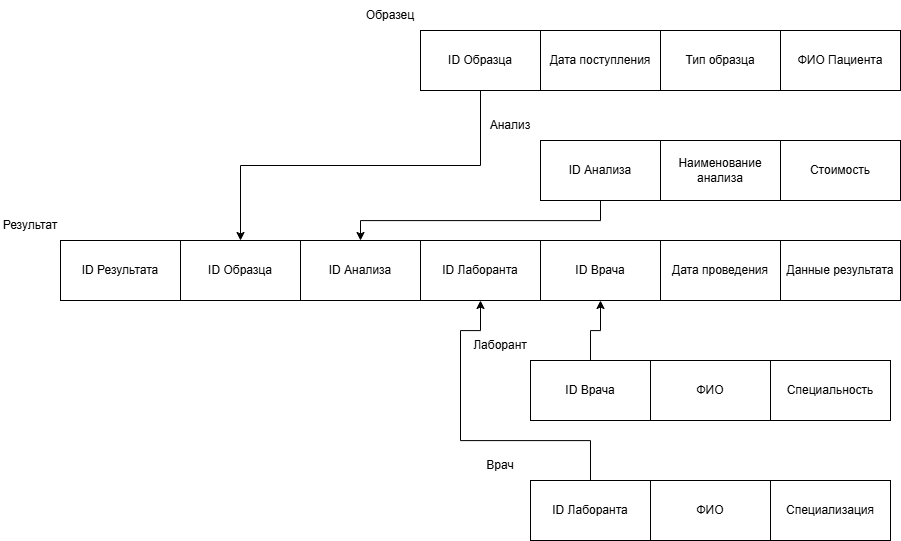 Образец
ID Образца Дата поступления Тип образца ФИО Пациента
Анализ
ID Анализа Наименование анализа Стоимость
Результат
ID Результата ID Образца ID Анализа ID Лаборанта ID Врача Дата проведения Данные результата
Лаборант
ID Врача ФИО Специальность
Врач
ID Лаборанта ФИО Специализация